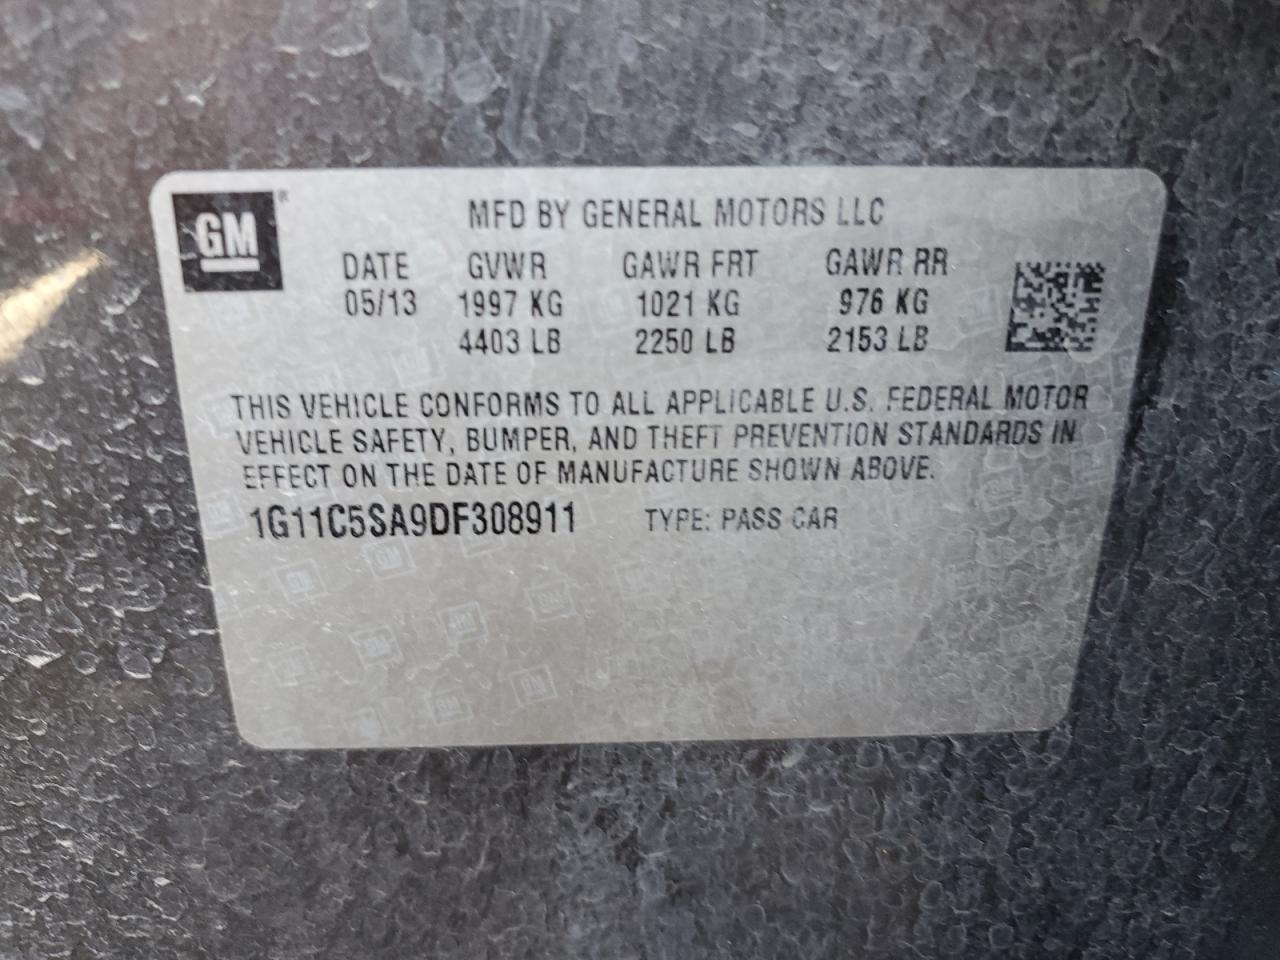 GM®
MFD BY GENERAL MOTORS LLC
DATE GVWR GAWR FRT GAWR RR
05/13 1997 KG 1021 KG 976 KG
4403 LB 2250 LB 2153 LB
THIS VEHICLE CONFORMS TO ALL APPLICABLE U.S. FEDERAL MOTOR
VEHICLE SAFETY, BUMPER, AND THEFT PREVENTION STANDARDS IN
EFFECT ON THE DATE OF MANUFACTURE SHOWN ABOVE.
1G11C5SA9DF308911 TYPE: PASS CAR